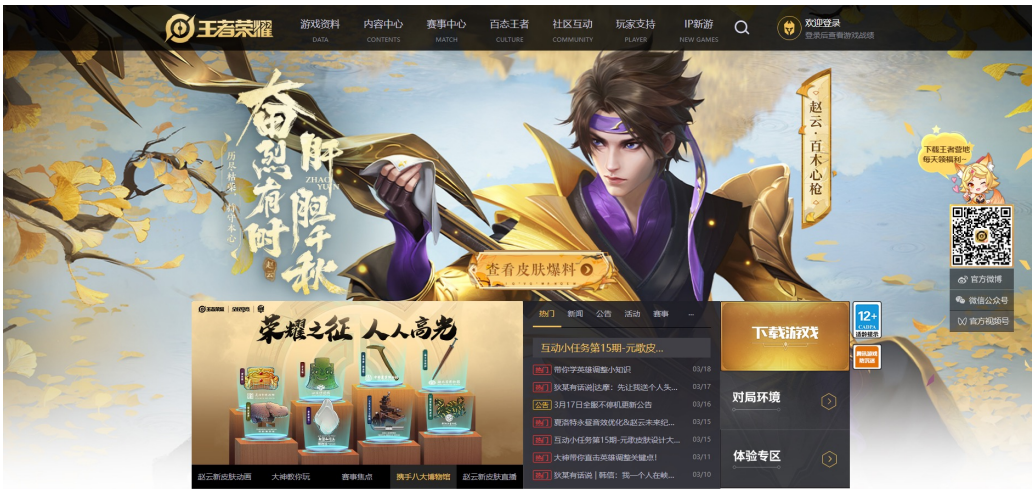 王者荣耀
游戏资料
DATA
内容中心
CONTENTS
赛事中心
MATCH
百态王者
CULTURE
社区互动
COMMUNITY
玩家支持
PLAYER
IP新游
NEW GAMES
欢迎登录
登录后查看游戏战绩
奋烈有时
肝胆千秋
ZHAO
YUN
历尽枯荣
赵云
赵云·百木心枪
下载王者营地
每天领福利~
官方微博
微信公众号
官方视频号
查看皮肤爆料
王者荣耀
荣耀之征 人人高光
赵云新皮肤动画
大神教你玩
赛事焦点
携手八大博物馆
赵云新皮肤直播
热门 新闻 公告 活动 赛事 ...
互动小任务第15期-元歌皮...
热门 带你学英雄调整小知识 03/18
热门 狄某有话说|达摩：先让我送个人头... 03/17
公告 3月17日全服不停机更新公告 03/16
热门 夏洛特永昼音效优化&赵云未来纪... 03/15
热门 互动小任务第15期-元歌皮肤设计大... 03/15
热门 大神带你直击英雄调整关键点！ 03/11
热门 狄某有话说 | 韩信：我一个人在峡... 03/10
下载游戏
对局环境
体验专区
12+
CADPA
适龄提示